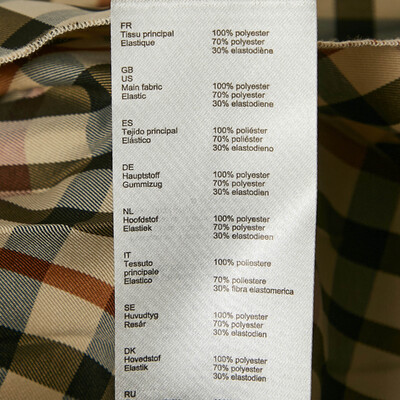 FR
Tissu principal 100% polyester
Elastique 70% polyester
30% elastodiène
GB
US
Main fabric 100% polyester
Elastic 70% polyester
30% elastodiene
ES
Tejido principal 100% poliéster
Elástico 70% poliéster
30% elastodieno
DE
Hauptstoff 100% polyester
Gummizug 70% polyester
30% elastodien
NL
Hoofdstof 100% polyester
Elastiek 70% polyester
30% elastodieen
IT
Tessuto 100% poliestere
principale
Elastico 70% poliestere
30% fibra elastomerica
SE
Huvudtyg 100% polyester
Resår 70% polyester
30% elastodien
DK
Hovedstof 100% polyester
Elastik 70% polyester
30% elastodien
RU